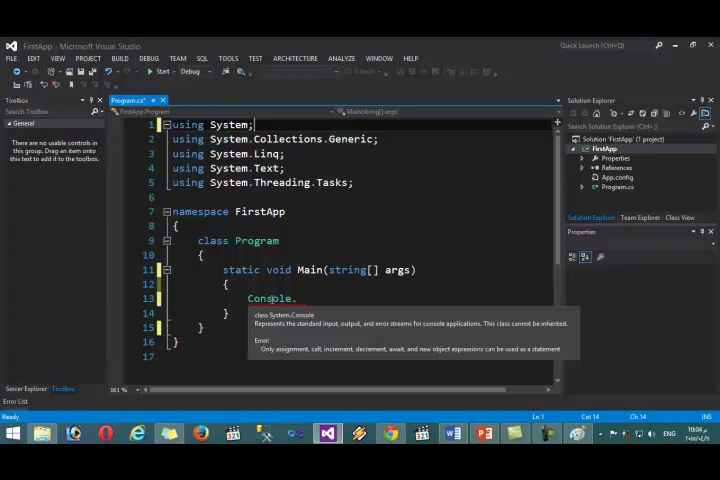 FirstApp - Microsoft Visual Studio
Quick Launch (Ctrl+Q)
FILE EDIT VIEW PROJECT BUILD DEBUG TEAM SQL TOOLS TEST ARCHITECTURE ANALYZE WINDOW HELP
Start Debug
Toolbox
Search Toolbox
General
There are no usable controls in
this group. Drag an item onto
this text to add it to the toolbox.
Program.cs*
FirstApp.Program
Main(string[] args)
1 using System;
2 using System.Collections.Generic;
3 using System.Linq;
4 using System.Text;
5 using System.Threading.Tasks;
6
7 namespace FirstApp
8 {
9 class Program
10 {
11 static void Main(string[] args)
12 {
13 Console.
14 }
15 }
16 }
17
class System.Console
Represents the standard input, output, and error streams for console applications. This class cannot be inherited.
Error:
Only assignment, call, increment, decrement, await, and new object expressions can be used as a statement
161 %
Solution Explorer
Search Solution Explorer (Ctrl+;)
Solution 'FirstApp' (1 project)
FirstApp
Properties
References
App.config
Program.cs
Solution Explorer Team Explorer Class View
Properties
Server Explorer Toolbox
Error List
Ready
Ln 1 Col 14 Ch 14 INS
321
321